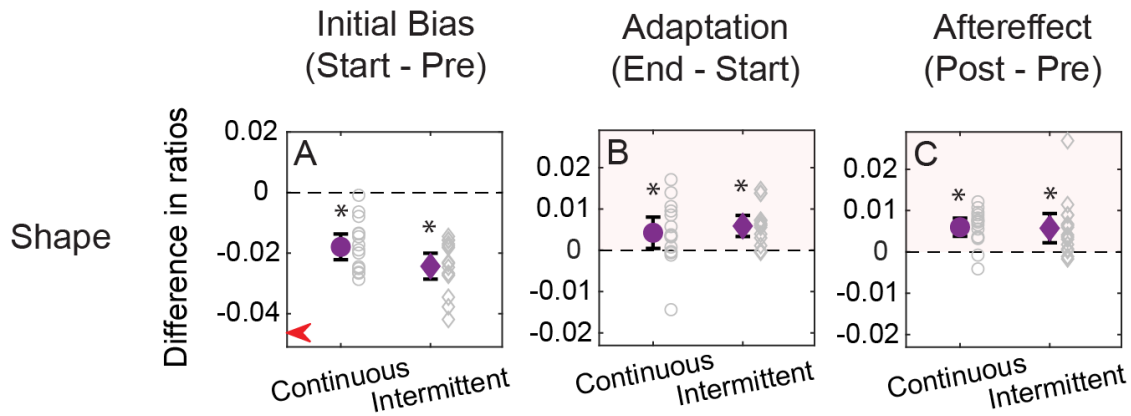 Initial Bias
(Start - Pre)
Adaptation
(End - Start)
Aftereffect
(Post - Pre)
Shape
Difference in ratios
A
0.02
0
-0.02
-0.04
*
*
Continuous
Intermittent
B
0.02
0.01
0
-0.01
-0.02
*
*
Continuous
Intermittent
C
0.02
0.01
0
-0.01
-0.02
*
*
Continuous
Intermittent